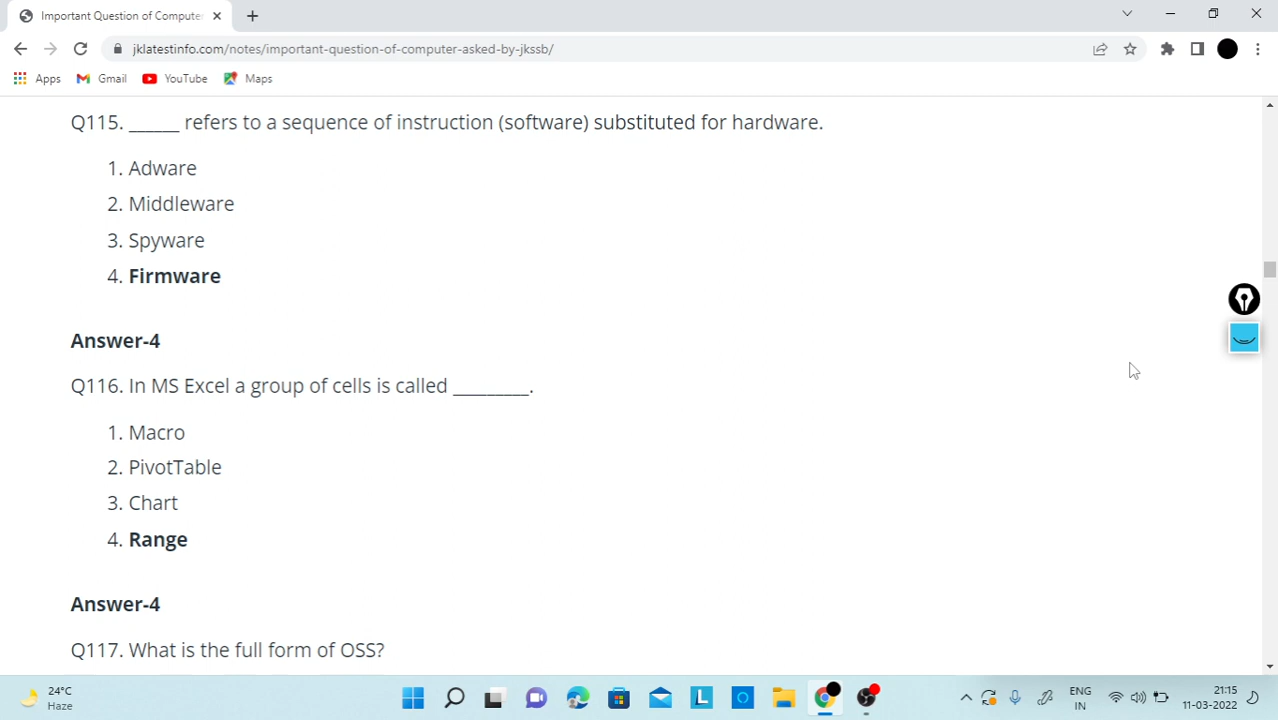 Important Question of Computer
jklatestinfo.com/notes/important-question-of-computer-asked-by-jkssb/
Apps Gmail YouTube Maps
Q115. ______ refers to a sequence of instruction (software) substituted for hardware.
1. Adware
2. Middleware
3. Spyware
4. Firmware
Answer-4
Q116. In MS Excel a group of cells is called _________.
1. Macro
2. PivotTable
3. Chart
4. Range
Answer-4
Q117. What is the full form of OSS?
24°C
Haze
L
ENG
IN
21:15
11-03-2022